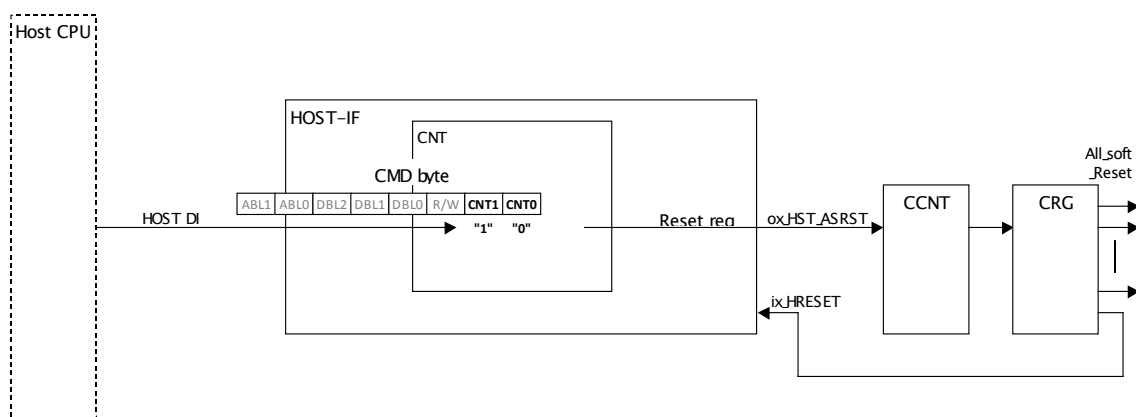 Host CPU
HOST-IF
CNT
CMD byte
ABL1 ABL0 DBL2 DBL1 DBL0 R/W CNT1 CNT0
"1" "0"
HOST DI
Reset req
ox_HST_ASRST
ix_HRESET
CCNT
CRG
All_soft
_Reset